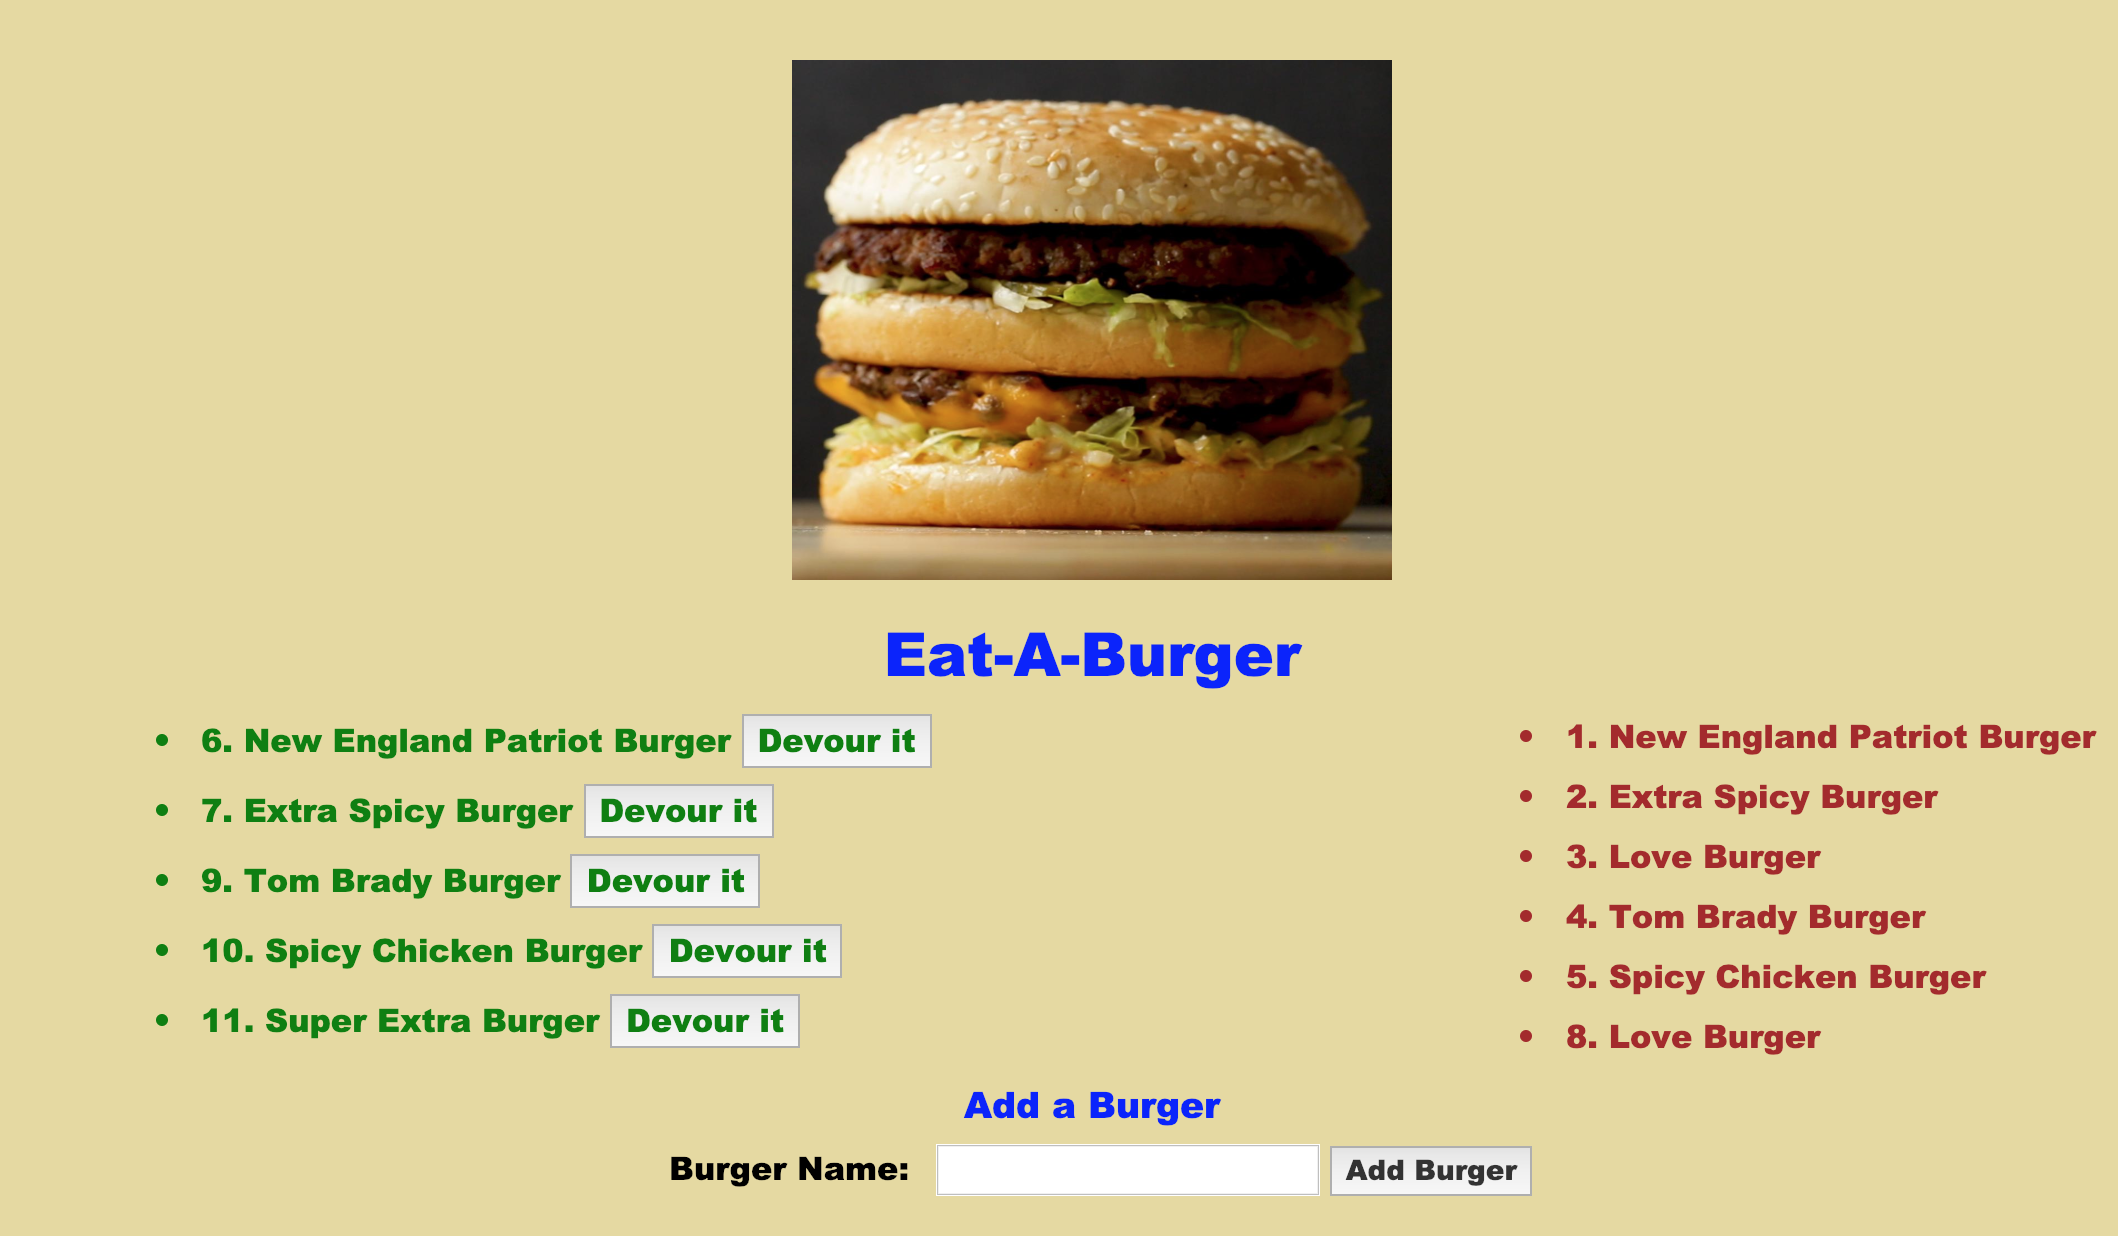 Eat-A-Burger
• 6. New England Patriot Burger Devour it
• 7. Extra Spicy Burger Devour it
• 9. Tom Brady Burger Devour it
• 10. Spicy Chicken Burger Devour it
• 11. Super Extra Burger Devour it
• 1. New England Patriot Burger
• 2. Extra Spicy Burger
• 3. Love Burger
• 4. Tom Brady Burger
• 5. Spicy Chicken Burger
• 8. Love Burger
Add a Burger
Burger Name: Add Burger